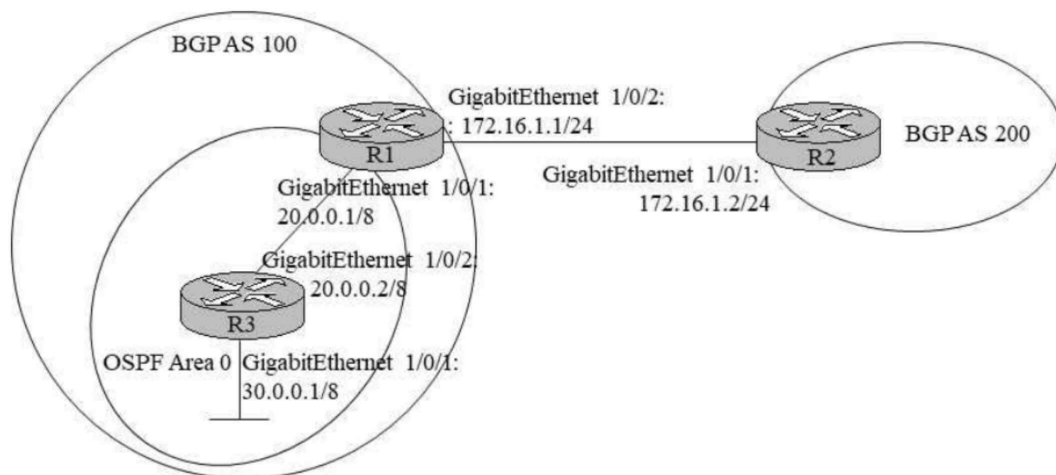 BGP AS 100
GigabitEthernet 1/0/2:
: 172.16.1.1/24
BGP AS 200
R1
R2
GigabitEthernet 1/0/1:
20.0.0.1/8
GigabitEthernet 1/0/1:
172.16.1.2/24
GigabitEthernet 1/0/2:
20.0.0.2/8
R3
OSPF Area 0
GigabitEthernet 1/0/1:
30.0.0.1/8